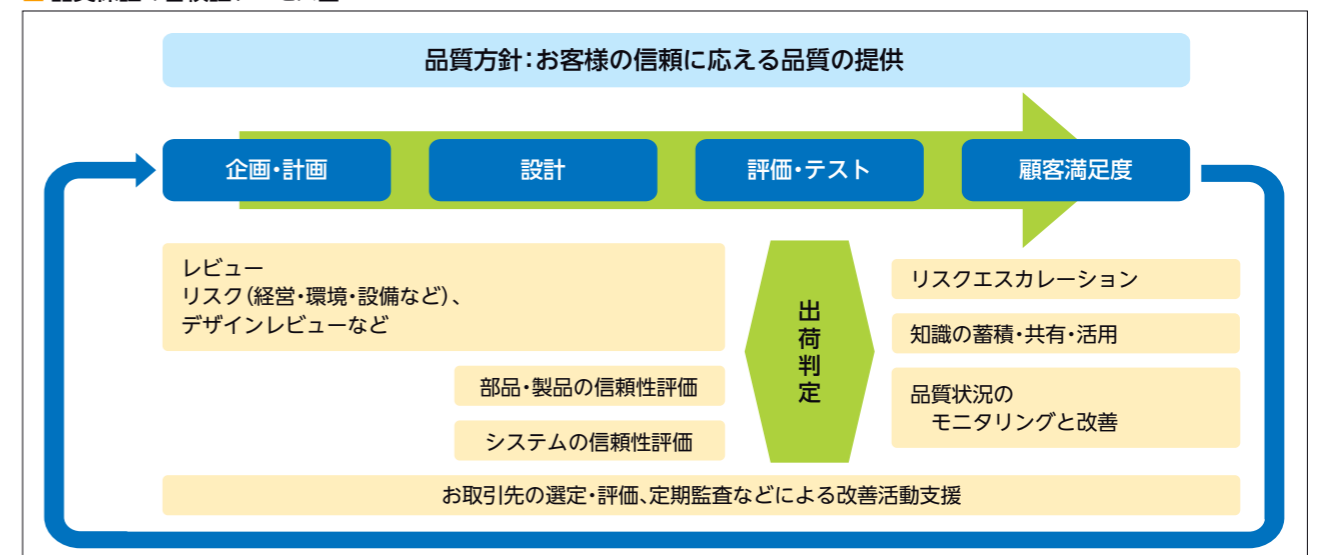 品質方針：お客様の信頼に応える品質の提供
企画・計画
設計
評価・テスト
顧客満足度
レビュー
リスク（経営・環境・設備など）、
デザインレビューなど
部品・製品の信頼性評価
システムの信頼性評価
出荷判定
リスクエスカレーション
知識の蓄積・共有・活用
品質状況の
モニタリングと改善
お取引先の選定・評価、定期監査などによる改善活動支援